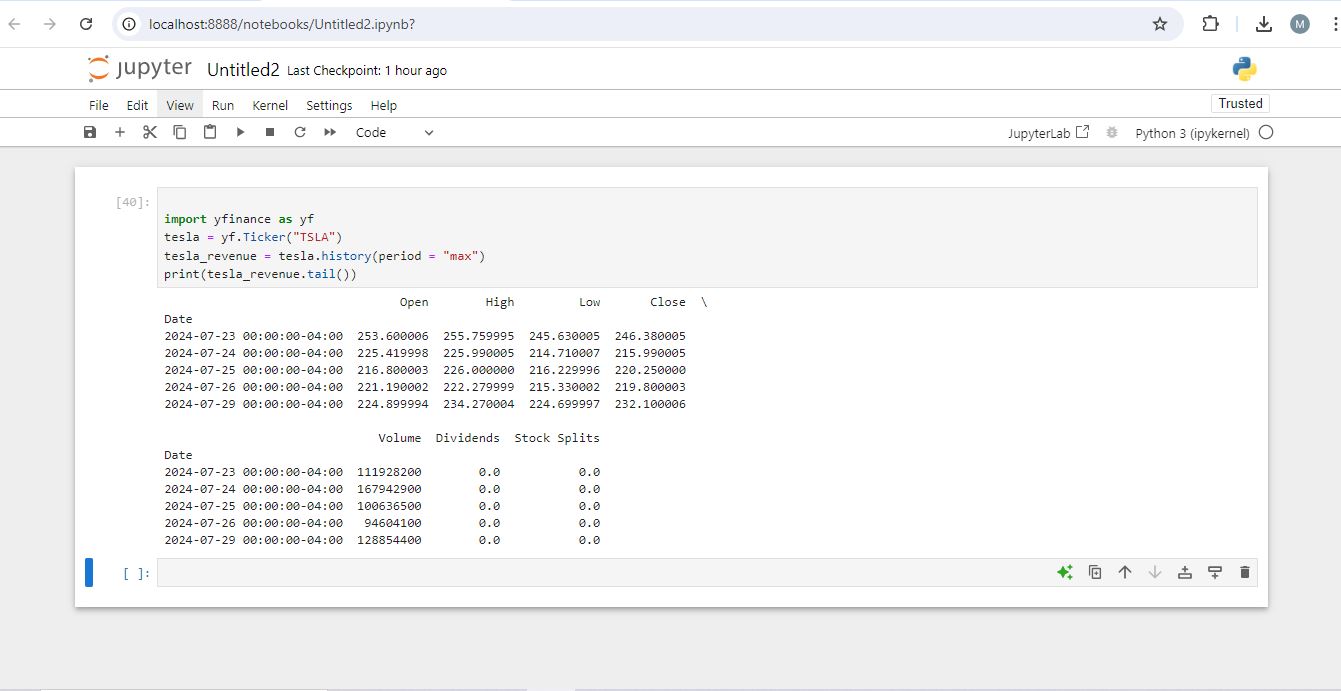 localhost:8888/notebooks/Untitled2.ipynb?
M
jupyter Untitled2 Last Checkpoint: 1 hour ago
File Edit View Run Kernel Settings Help
Trusted
Code
JupyterLab
Python 3 (ipykernel)
[40]:
import yfinance as yf
tesla = yf.Ticker("TSLA")
tesla_revenue = tesla.history(period = "max")
print(tesla_revenue.tail())
Open High Low Close \
Date
2024-07-23 00:00:00-04:00 253.600006 255.759995 245.630005 246.380005
2024-07-24 00:00:00-04:00 225.419998 225.990005 214.710007 215.990005
2024-07-25 00:00:00-04:00 216.800003 226.000000 216.229996 220.250000
2024-07-26 00:00:00-04:00 221.190002 222.279999 215.330002 219.800003
2024-07-29 00:00:00-04:00 224.899994 234.270004 224.699997 232.100006
Volume Dividends Stock Splits
Date
2024-07-23 00:00:00-04:00 111928200 0.0 0.0
2024-07-24 00:00:00-04:00 167942900 0.0 0.0
2024-07-25 00:00:00-04:00 100636500 0.0 0.0
2024-07-26 00:00:00-04:00 94604100 0.0 0.0
2024-07-29 00:00:00-04:00 128854400 0.0 0.0
[ ]: